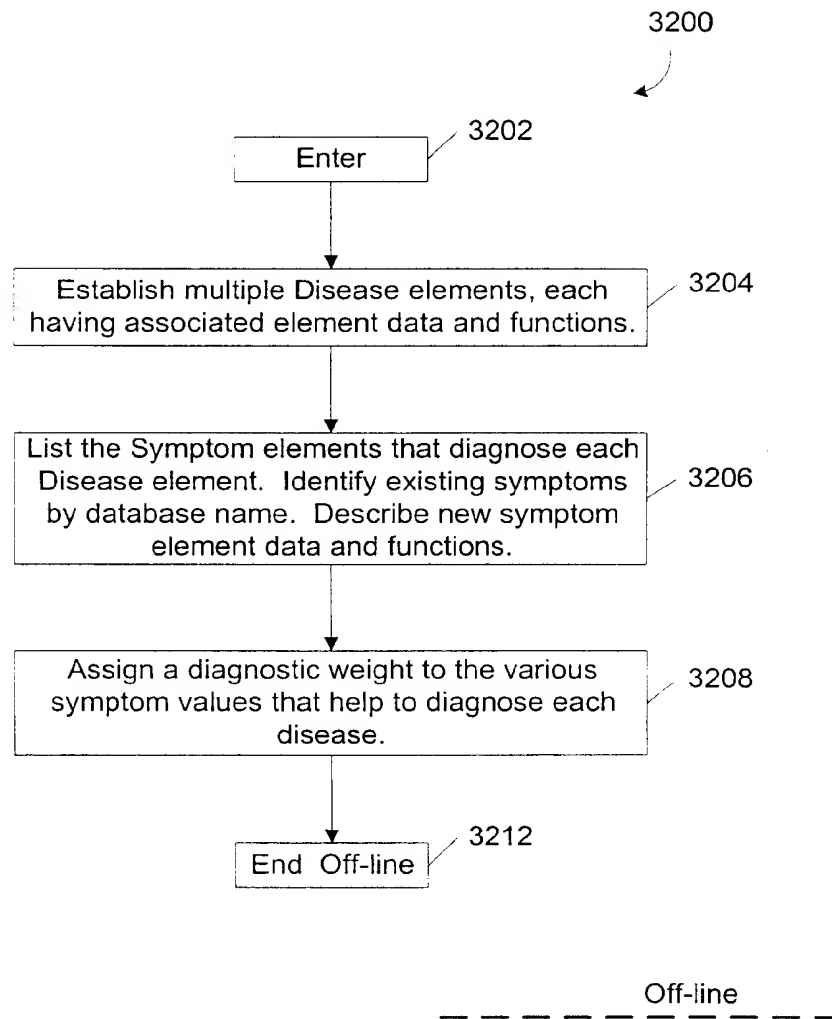 3200
Enter
3202
Establish multiple Disease elements, each
having associated element data and functions.
3204
List the Symptom elements that diagnose each
Disease element. Identify existing symptoms
by database name. Describe new symptom
element data and functions.
3206
Assign a diagnostic weight to the various
symptom values that help to diagnose each
disease.
3208
End Off-line
3212
Off-line